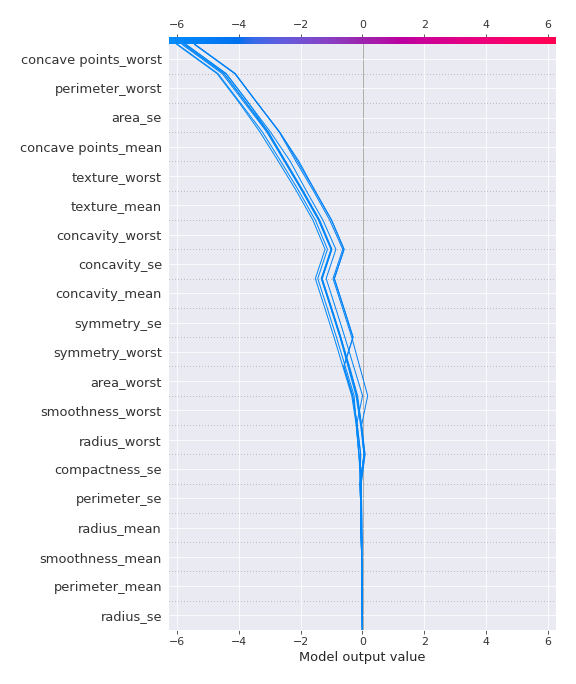 −6 −4 −2 0 2 4 6
concave points_worst
perimeter_worst
area_se
concave points_mean
texture_worst
texture_mean
concavity_worst
concavity_se
concavity_mean
symmetry_se
symmetry_worst
area_worst
smoothness_worst
radius_worst
compactness_se
perimeter_se
radius_mean
smoothness_mean
perimeter_mean
radius_se
−6 −4 −2 0 2 4 6
Model output value